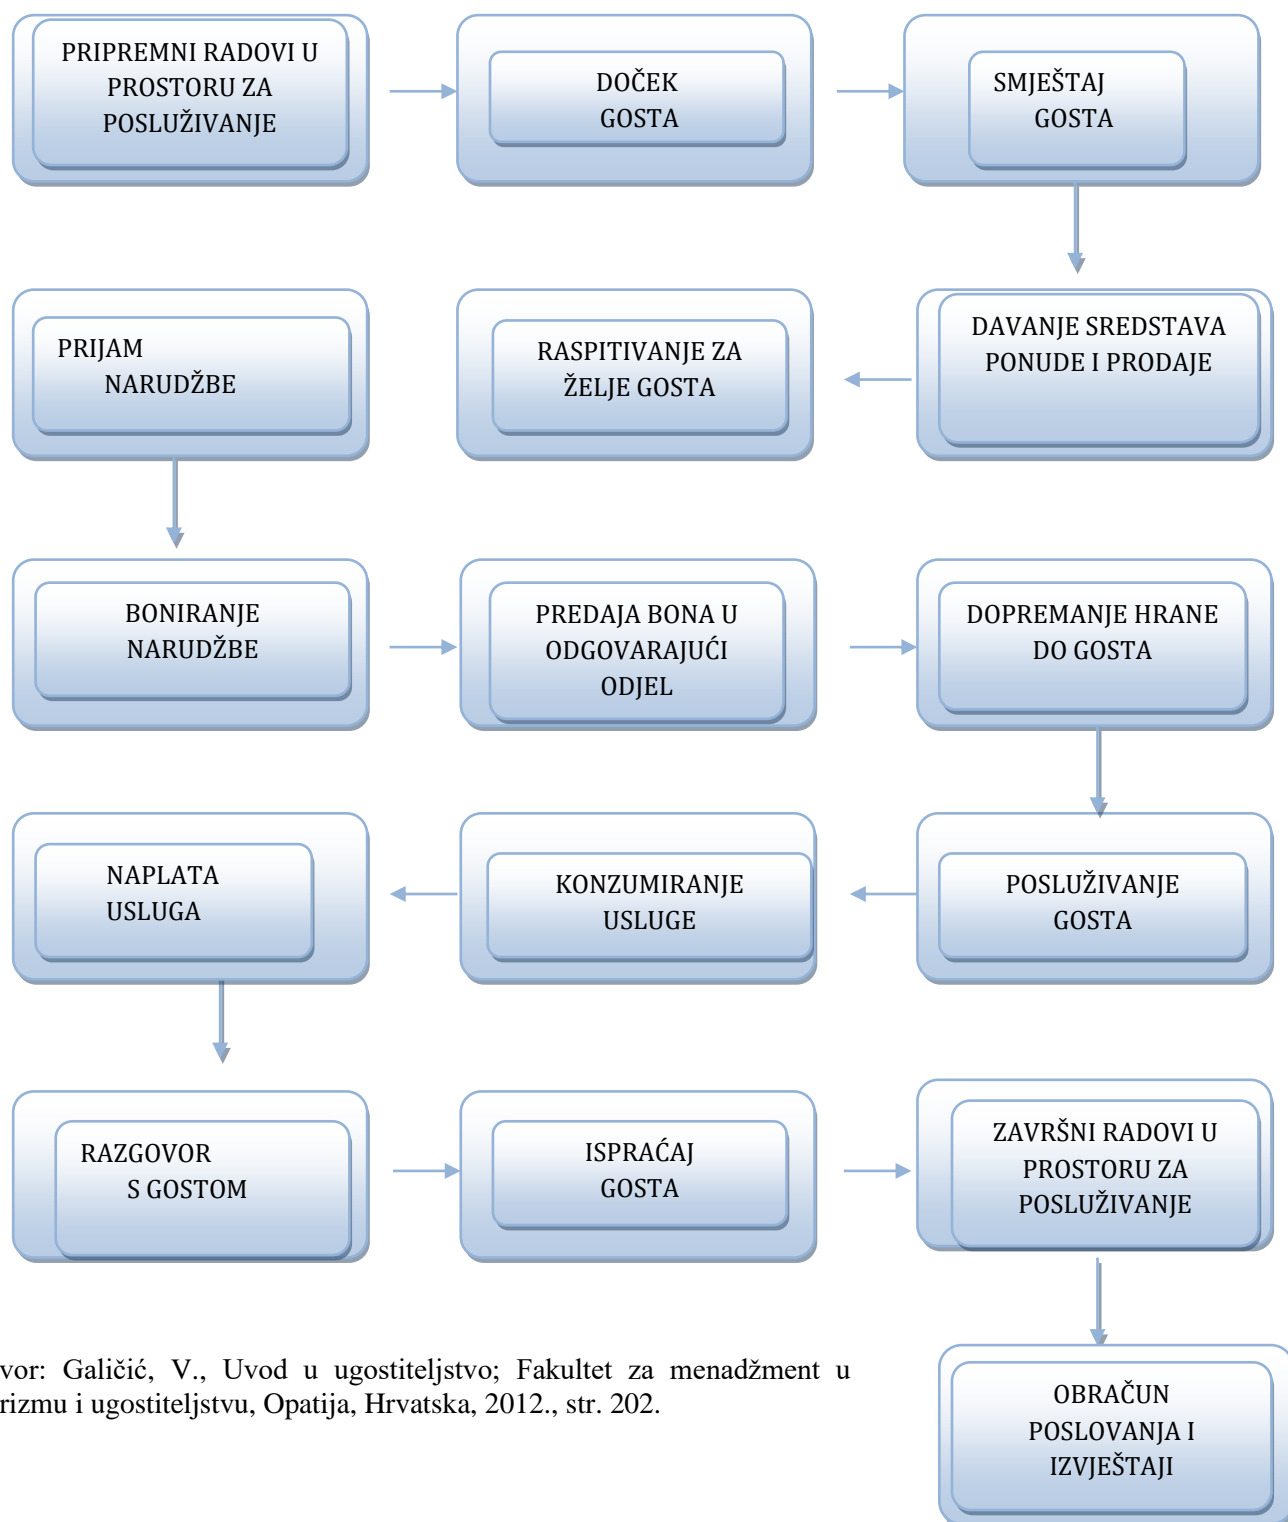 PRIPREMNI RADOVI U
PROSTORU ZA
POSLUŽIVANJE
DOČEK
GOSTA
SMJEŠTAJ
GOSTA
PRIJAM
NARUDŽBE
RASPITIVANJE ZA
ŽELJE GOSTA
DAVANJE SREDSTAVA
PONUDE I PRODAJE
BONIRANJE
NARUDŽBE
PREDAJA BONA U
ODGOVARAJUĆI
ODJEL
DOPREMANJE HRANE
DO GOSTA
NAPLATA
USLUGA
KONZUMIRANJE
USLUGE
POSLUŽIVANJE
GOSTA
RAZGOVOR
S GOSTOM
ISPRAĆAJ
GOSTA
ZAVRŠNI RADOVI U
PROSTORU ZA
POSLUŽIVANJE
vor: Galičić, V., Uvod u ugostiteljstvo; Fakultet za menadžment u
rizmu i ugostiteljstvu, Opatija, Hrvatska, 2012., str. 202.
OBRAČUN
POSLOVANJA I
IZVJEŠTAJI